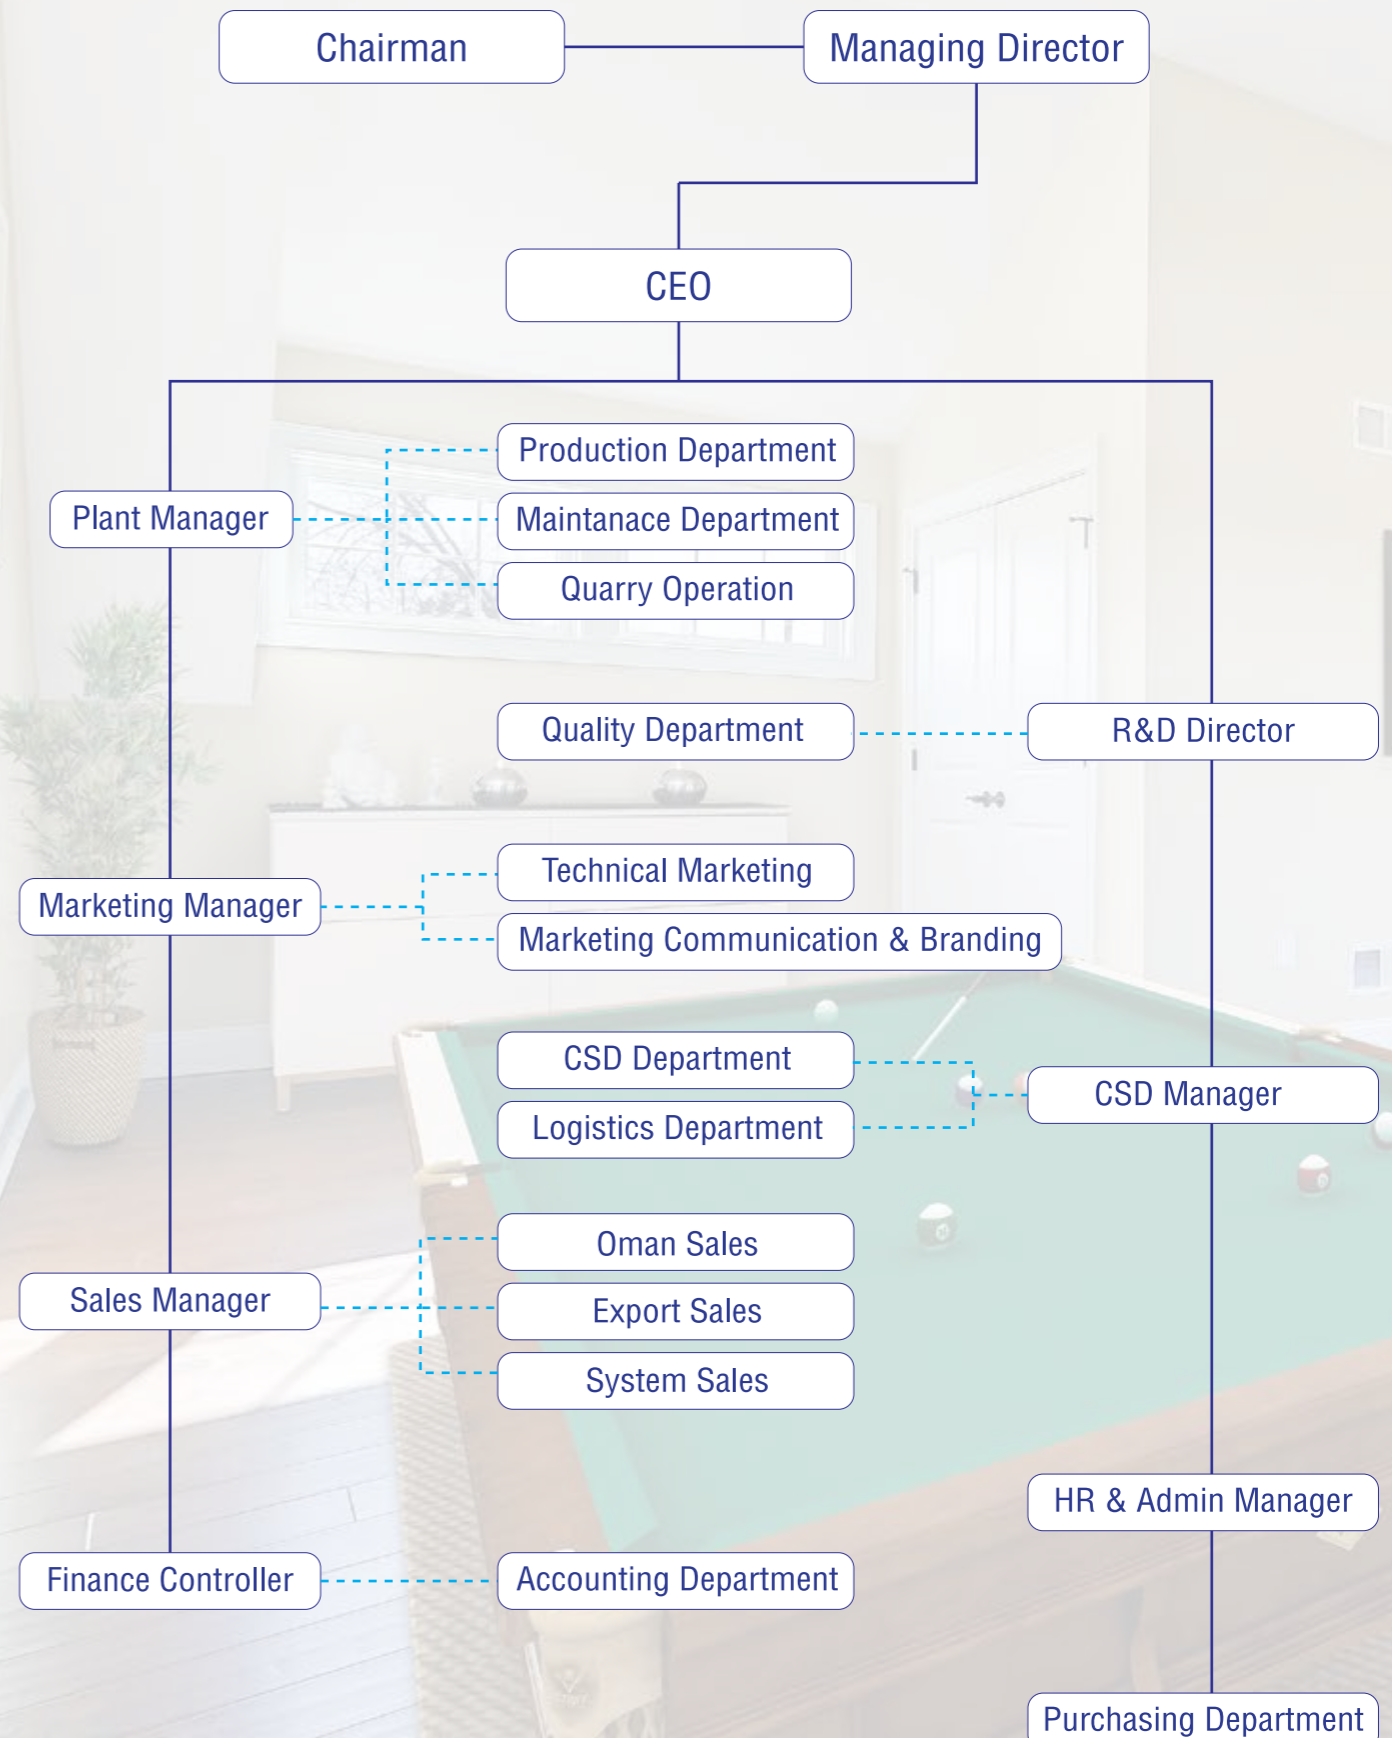 Chairman
Managing Director
CEO
Production Department
Plant Manager
Maintanace Department
Quarry Operation
Quality Department
R&D Director
Technical Marketing
Marketing Manager
Marketing Communication & Branding
CSD Department
CSD Manager
Logistics Department
Oman Sales
Sales Manager
Export Sales
System Sales
HR & Admin Manager
Finance Controller
Accounting Department
Purchasing Department